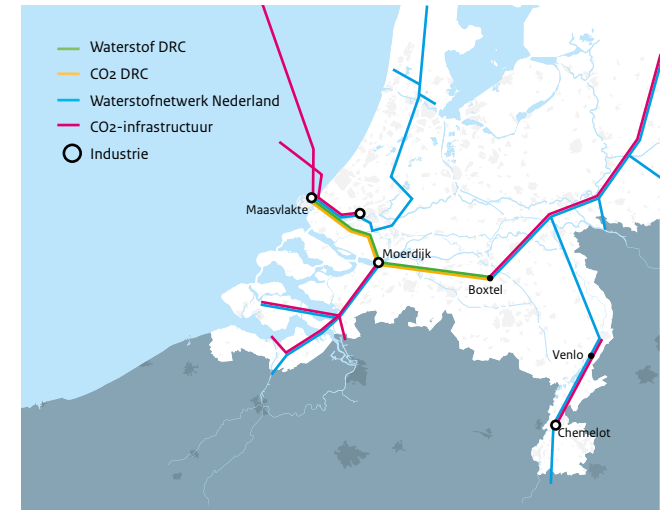 Waterstof DRC
CO2 DRC
Waterstofnetwerk Nederland
CO2-infrastructuur
Industrie
Maasvlakte
Moerdijk
Boxtel
Venlo
Chemelot